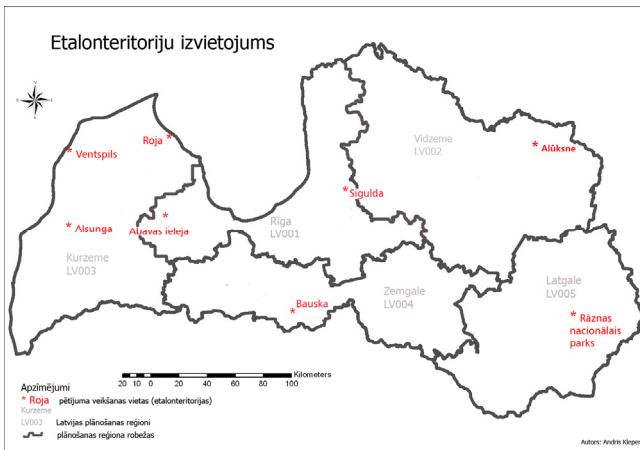 Etalonteritoriju izvietojums
Roja
* Ventspils
Vidzeme
LV002
* Alūksne
Sigulda
* Alsunga
Abavas ieleja
Rīga
LV001
Kurzeme
LV003
Bauska
Zemgale
LV004
Latgale
LV005
* Rāznas
nacionālais
parks
Kilometers
20 10 0 20 40 60 80 100
Apzīmējumi
* Roja pētījuma veikšanas vietas (etalonteritorijas)
Kurzeme
LV003 Latvijas plānošanas reģioni
plānošanas reģiona robežas
Autors: Andris Klepers